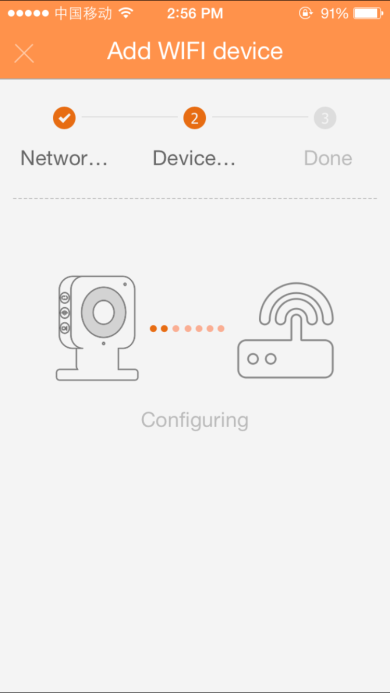 中国移动 2:56 PM 91%
Add WIFI device
2 3
Networ... Device... Done
Configuring